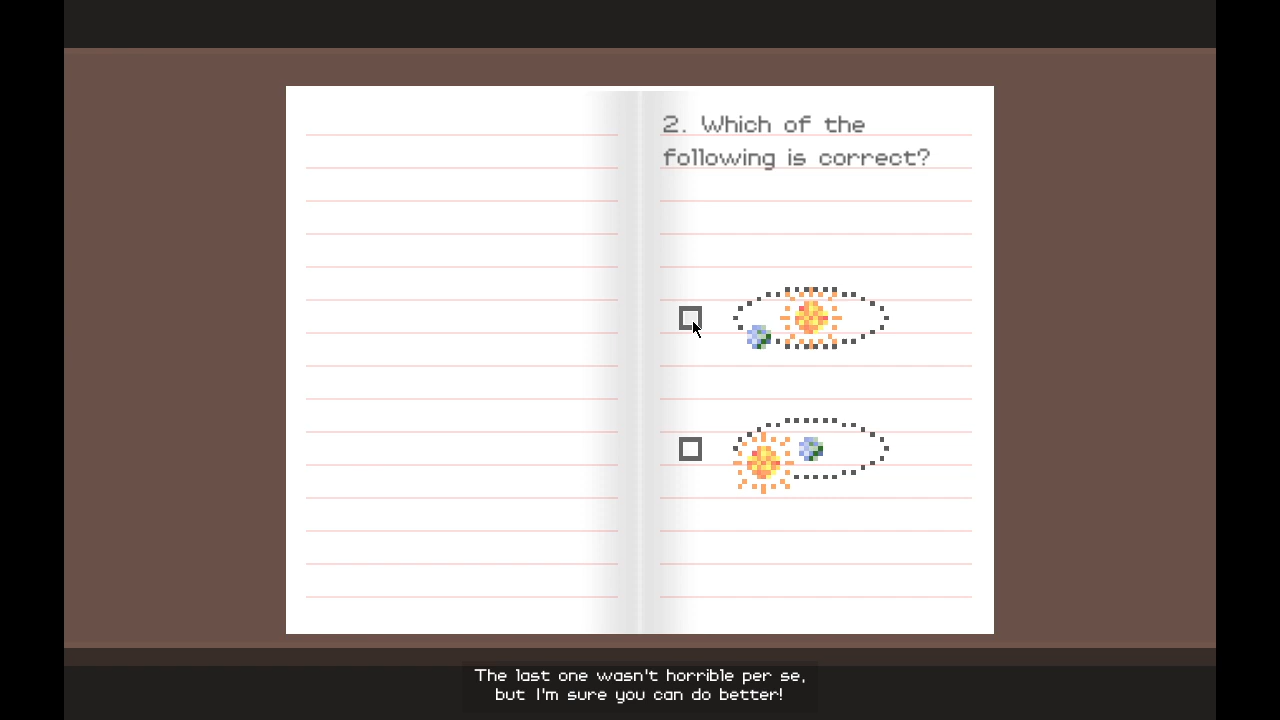 2. Which of the
following is correct?
The last one wasn't horrible per se,
but I'm sure you can do better!